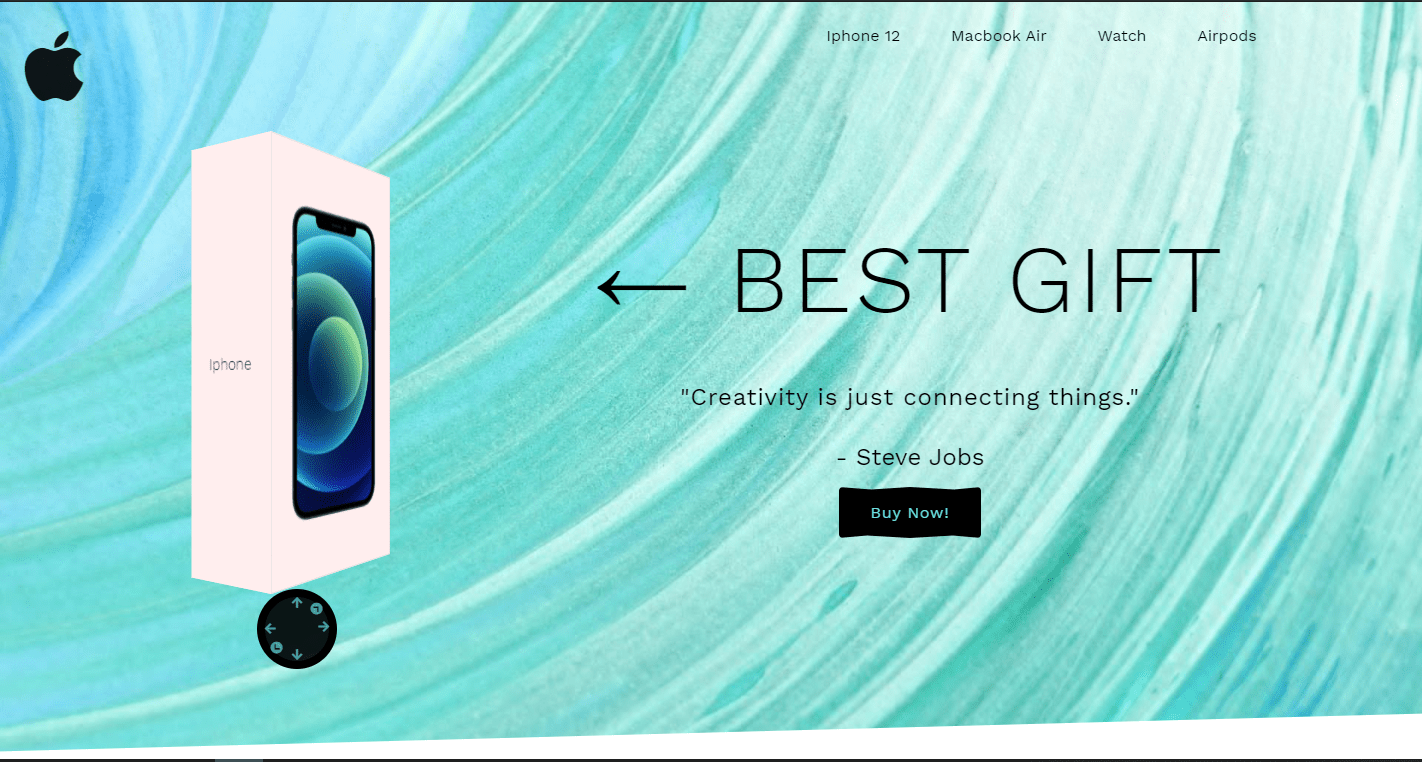 Iphone 12
Macbook Air
Watch
Airpods
← BEST GIFT
Iphone
"Creativity is just connecting things."
- Steve Jobs
Buy Now!